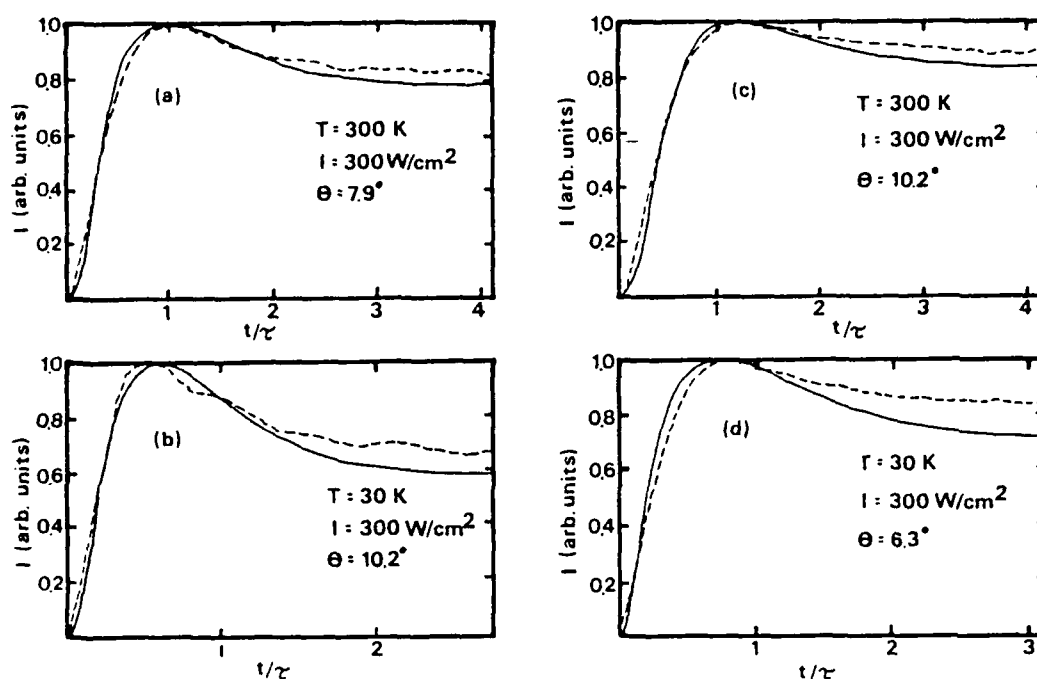 I (arb. units)
1.0
0.8
0.6
0.4
0.2
(a)
T = 300 K
I = 300 W/cm²
Θ = 7.9°
1
2
3
4
t/τ
I (arb. units)
1.0
0.8
0.6
0.4
0.2
(c)
T = 300 K
I = 300 W/cm²
Θ = 10.2°
1
2
3
4
t/τ
I (arb. units)
1.0
0.8
0.6
0.4
0.2
(b)
T = 30 K
I = 300 W/cm²
Θ = 10.2°
1
2
t/τ
I (arb. units)
1.0
0.8
0.6
0.4
0.2
(d)
T = 30 K
I = 300 W/cm²
Θ = 6.3°
1
2
3
t/τ